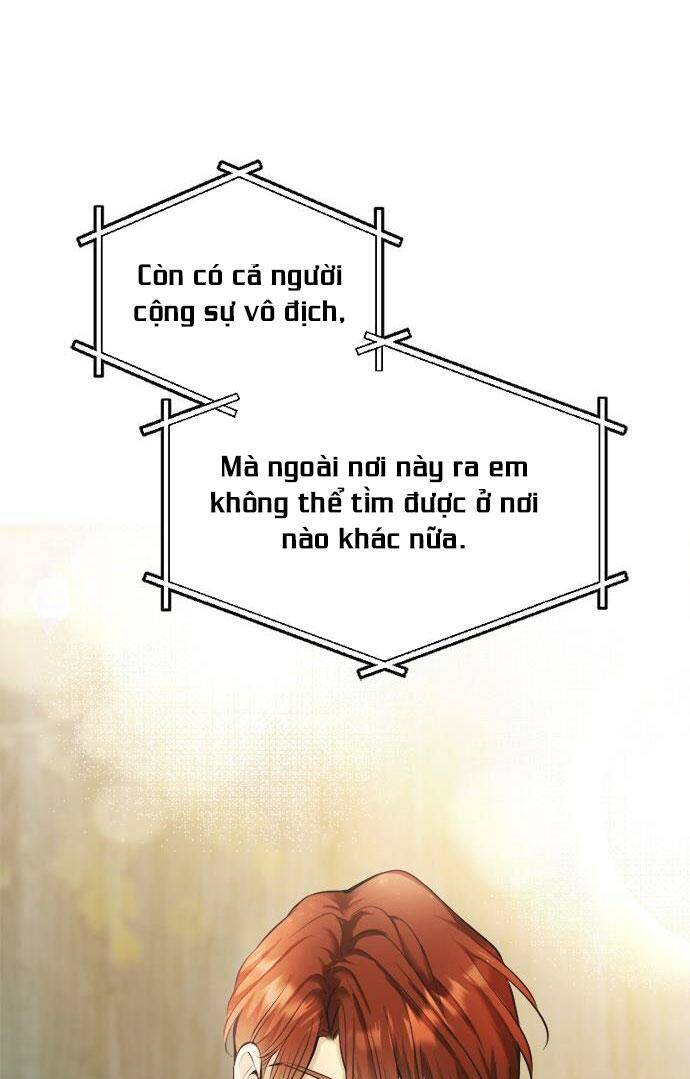 Còn có cả người
cộng sự vô địch,
Mà ngoài nơi này ra em
không thể tìm được ở nơi
nào khác nữa.